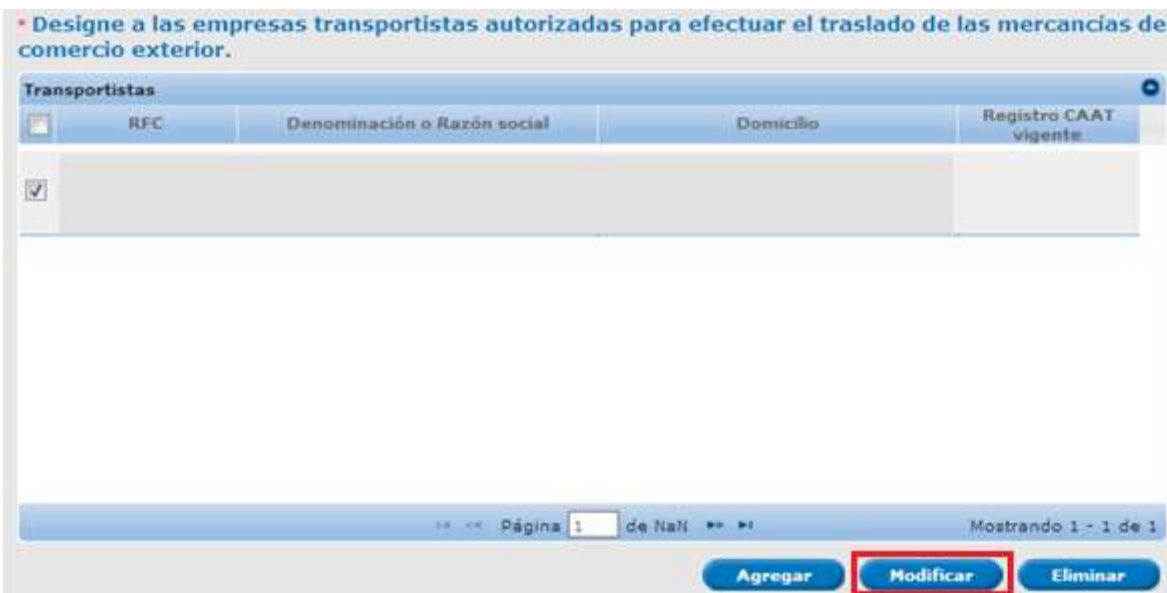 * Designe a las empresas transportistas autorizadas para efectuar el traslado de las mercancías de
comercio exterior.
Transportistas
RFC Denominación o Razón social Domicilio Registro CAAT
vigente
Página 1 de NaN Mostrando 1 - 1 de 1
Agregar Modificar Eliminar